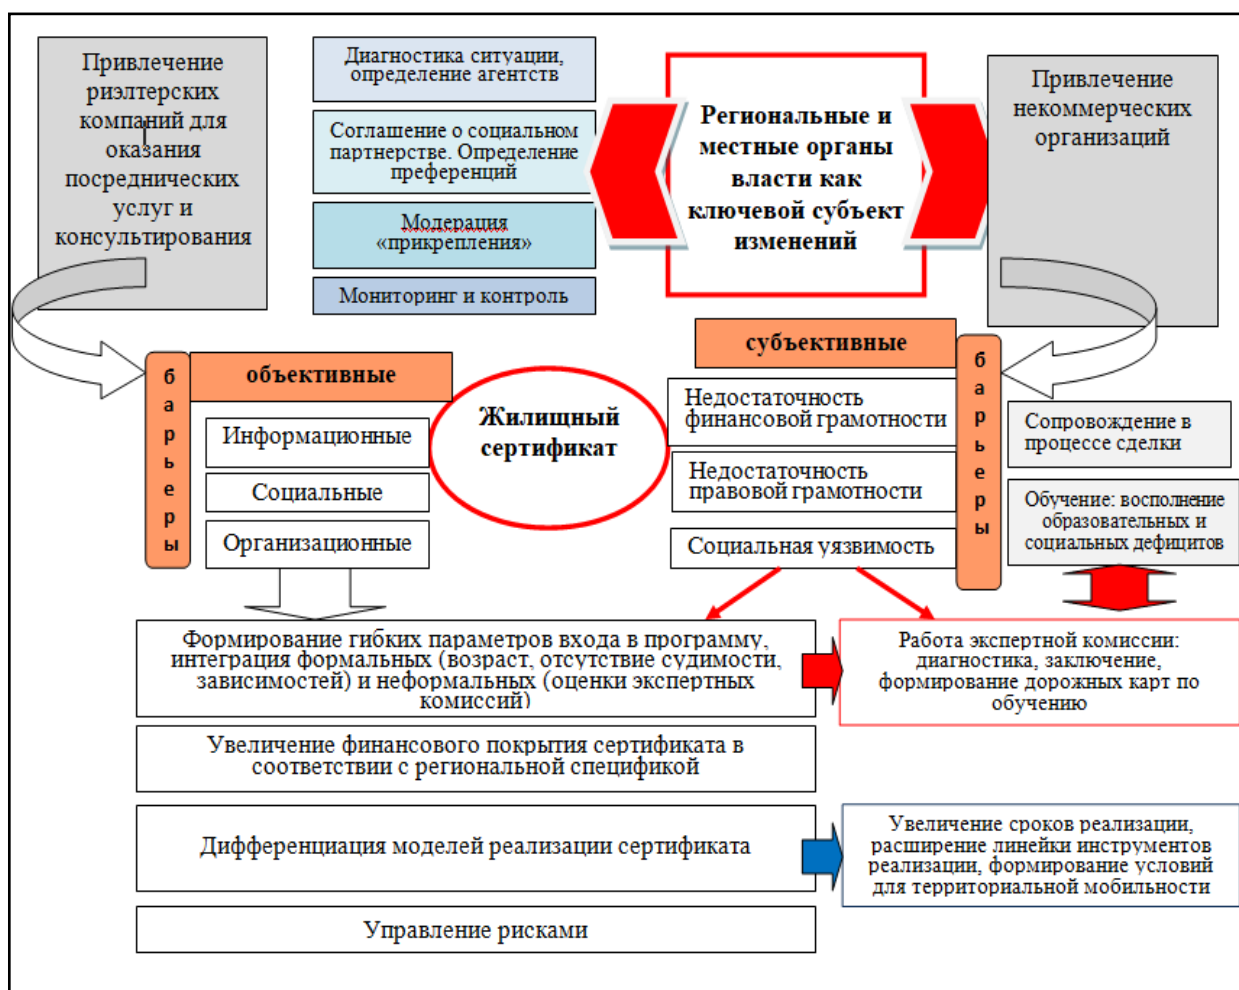 Привлечение
риэлтерских
компаний для
оказания
посреднических
услуг и
консультирования
Диагностика ситуации,
определение агентств
Соглашение о социальном
партнерстве. Определение
преференций
Модерация
«прикрепления»
Мониторинг и контроль
Региональные и
местные органы
власти как
ключевой субъект
изменений
Привлечение
некоммерческих
организаций
барьеры
объективные
Информационные
Социальные
Организационные
Жилищный
сертификат
субъективные
Недостаточность
финансовой грамотности
Недостаточность
правовой грамотности
Социальная уязвимость
барьеры
Сопровождение в
процессе сделки
Обучение: восполнение
образовательных и
социальных дефицитов
Формирование гибких параметров входа в программу,
интеграция формальных (возраст, отсутствие судимости,
зависимостей) и неформальных (оценки экспертных
комиссий)
Работа экспертной комиссии:
диагностика, заключение,
формирование дорожных карт по
обучению
Увеличение финансового покрытия сертификата в
соответствии с региональной спецификой
Дифференциация моделей реализации сертификата
Увеличение сроков реализации,
расширение линейки инструментов
реализации, формирование условий
для территориальной мобильности
Управление рисками